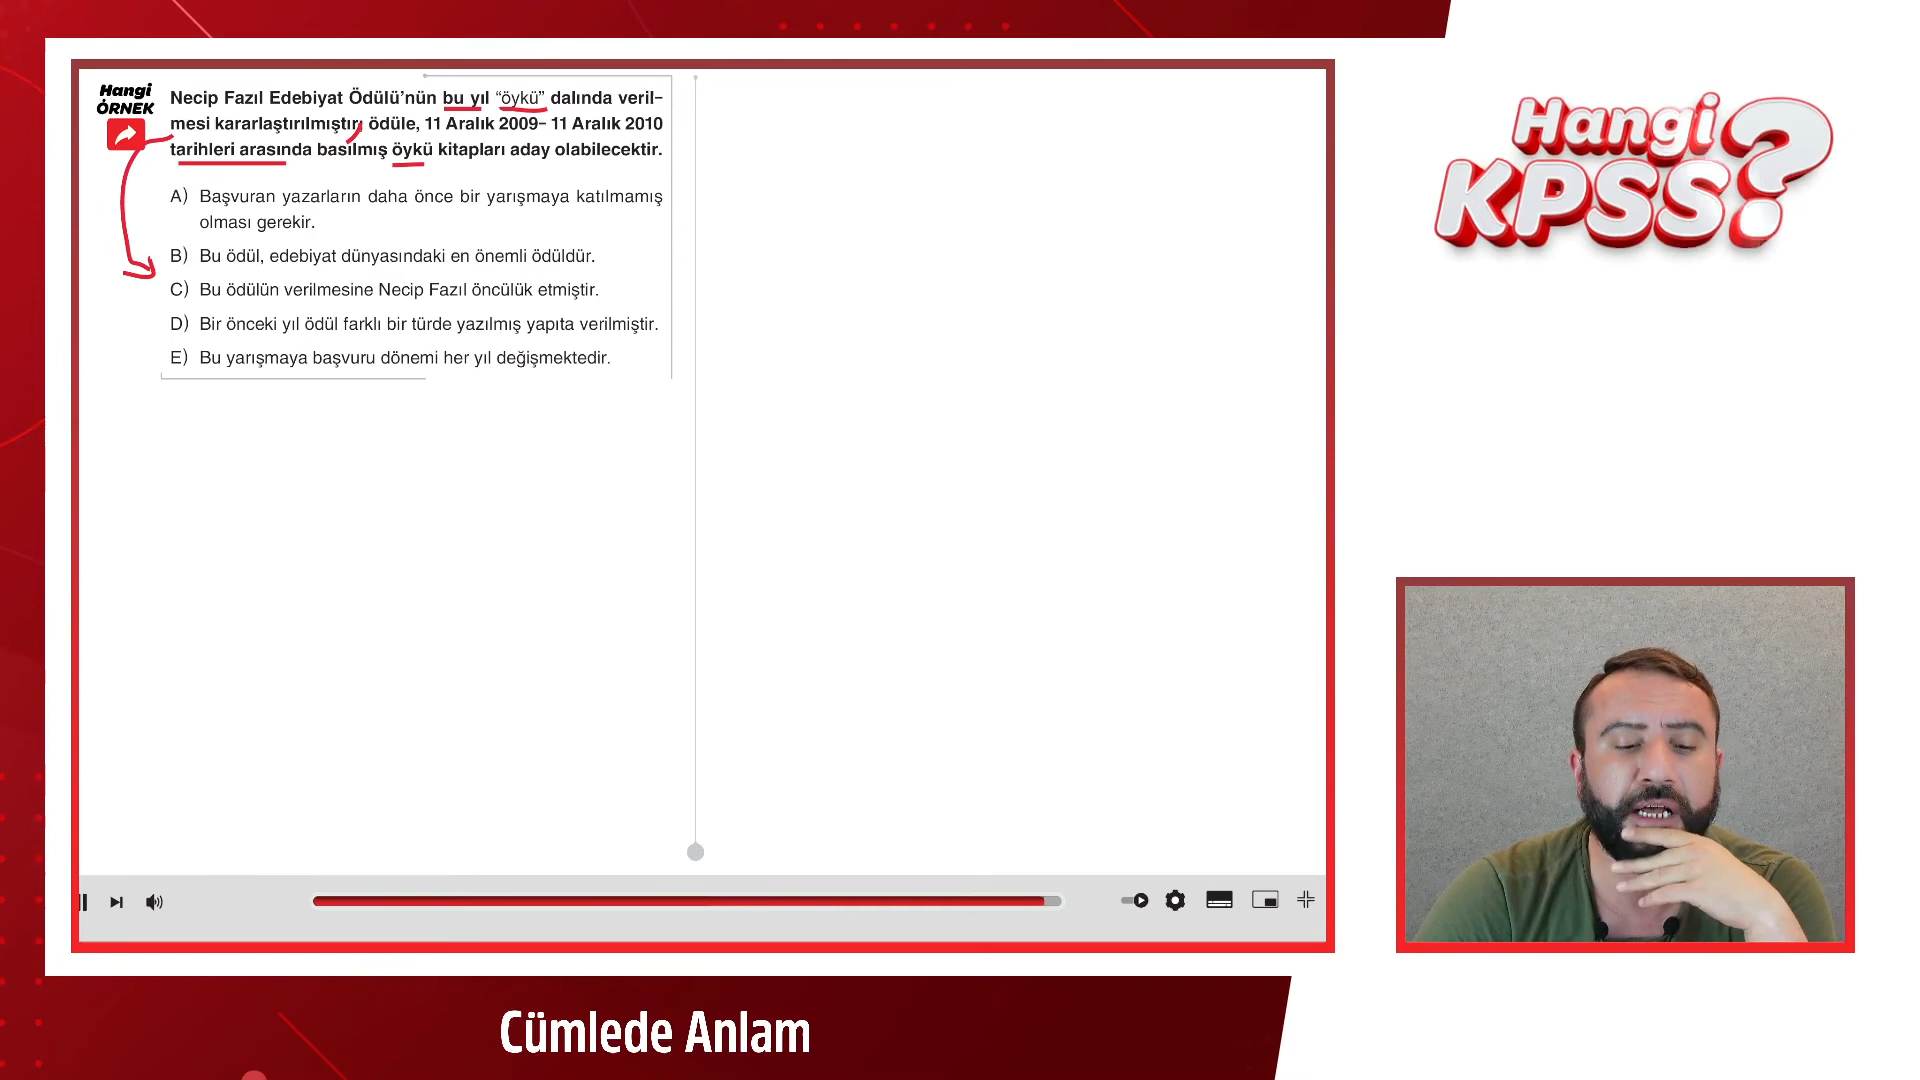 Hangi
ÖRNEK
Necip Fazıl Edebiyat Ödülü’nün bu yıl “öykü” dalında veril-
mesi kararlaştırılmıştır; ödüle, 11 Aralık 2009- 11 Aralık 2010
tarihleri arasında basılmış öykü kitapları aday olabilecektir.
A) Başvuran yazarların daha önce bir yarışmaya katılmamış
olması gerekir.
B) Bu ödül, edebiyat dünyasındaki en önemli ödüldür.
C) Bu ödülün verilmesine Necip Fazıl öncülük etmiştir.
D) Bir önceki yıl ödül farklı bir türde yazılmış yapıta verilmiştir.
E) Bu yarışmaya başvuru dönemi her yıl değişmektedir.
Hangi
KPSS?
Cümlede Anlam